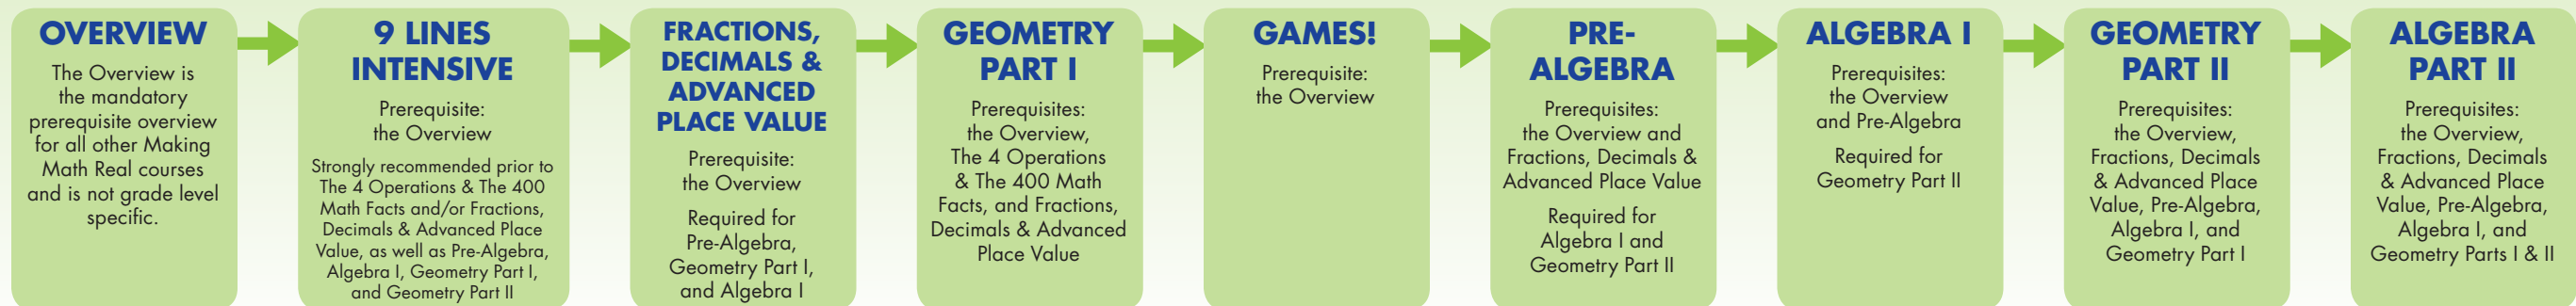 OVERVIEW
The Overview is
the mandatory
prerequisite overview
for all other Making
Math Real courses
and is not grade level
specific.
9 LINES
INTENSIVE
Prerequisite:
the Overview
Strongly recommended prior to
The 4 Operations & The 400
Math Facts and/or Fractions,
Decimals & Advanced Place
Value, as well as Pre-Algebra,
Algebra I, Geometry Part I,
and Geometry Part II
FRACTIONS,
DECIMALS &
ADVANCED
PLACE VALUE
Prerequisite:
the Overview
Required for
Pre-Algebra,
Geometry Part I,
and Algebra I
GEOMETRY
PART I
Prerequisites:
the Overview,
The 4 Operations
& The 400 Math
Facts, and Fractions,
Decimals & Advanced
Place Value
GAMES!
Prerequisite:
the Overview
PRE-
ALGEBRA
Prerequisites:
the Overview and
Fractions, Decimals &
Advanced Place Value
Required for
Algebra I and
Geometry Part II
ALGEBRA I
Prerequisites:
the Overview
and Pre-Algebra
Required for
Geometry Part II
GEOMETRY
PART II
Prerequisites:
the Overview,
Fractions, Decimals
& Advanced Place
Value, Pre-Algebra,
Algebra I, and
Geometry Part I
ALGEBRA
PART II
Prerequisites:
the Overview,
Fractions, Decimals
& Advanced Place
Value, Pre-Algebra,
Algebra I, and
Geometry Parts I & II